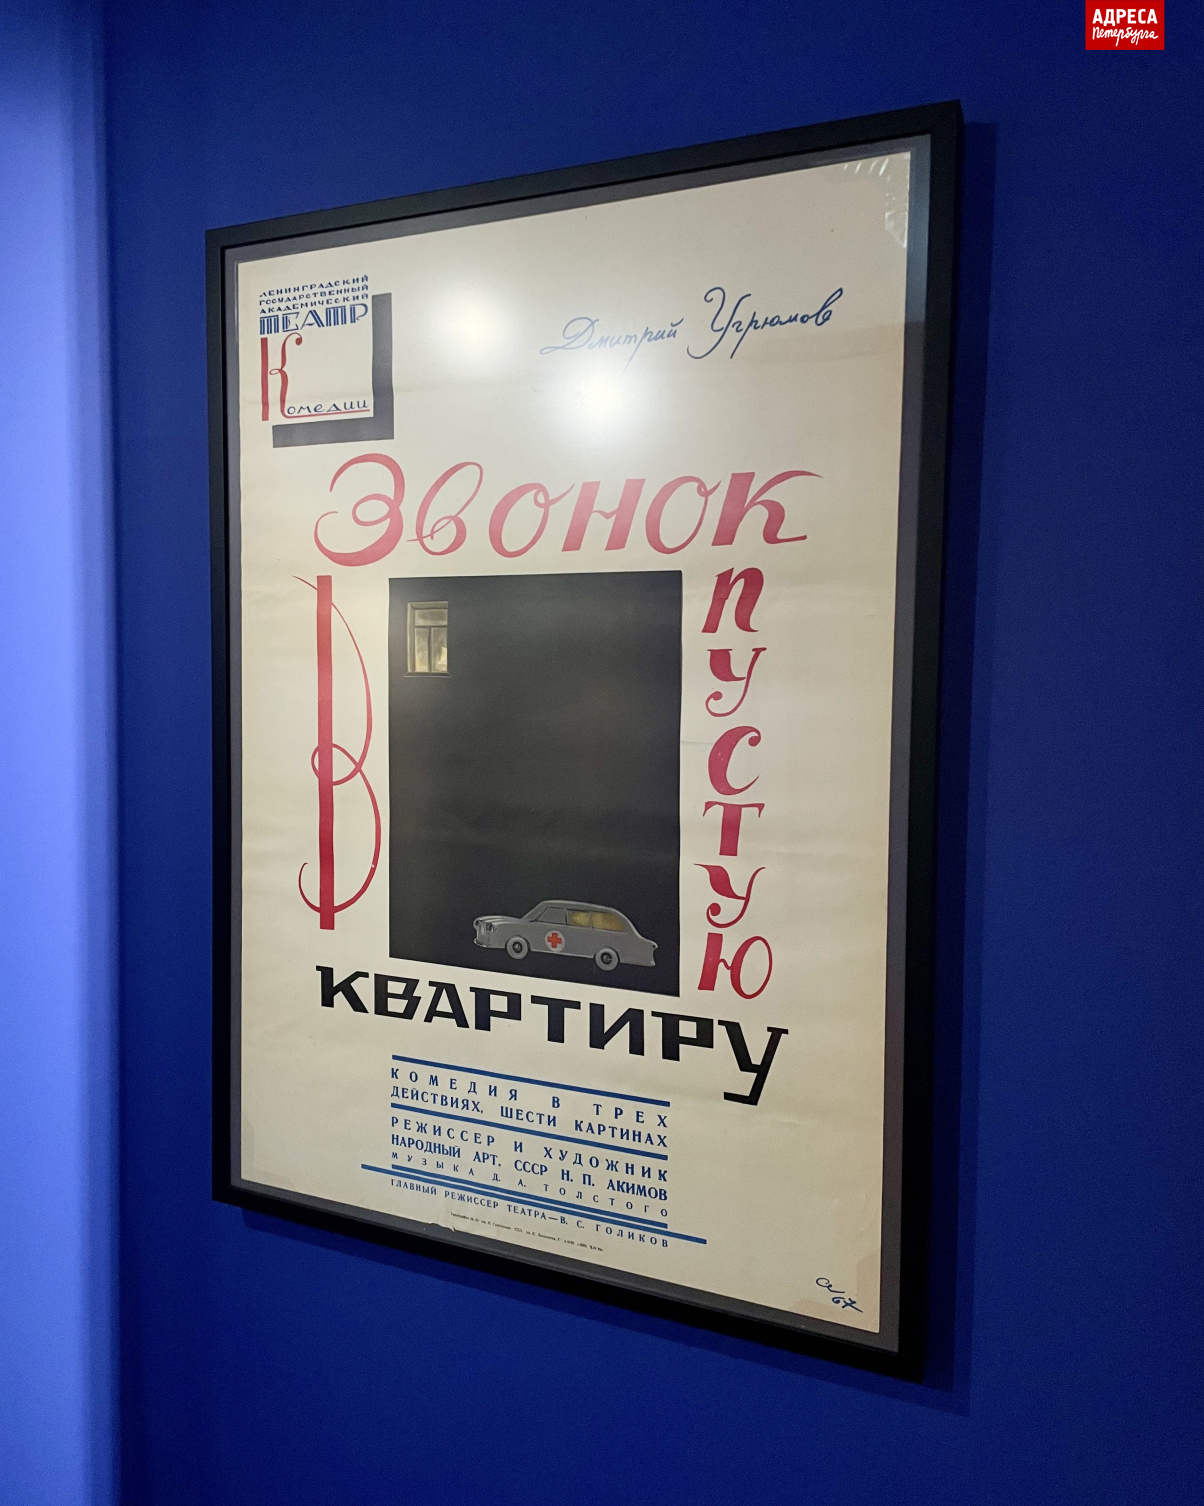 АДРЕСА
Петербурга
ЛЕНИНГРАДСКИЙ
ГОСУДАРСТВЕННЫЙ
АКАДЕМИЧЕСКИЙ
ТЕАТР
Комедии
Дмитрий Угрюмов
Звонок
В
пустую
КВАРТИРУ
КОМЕДИЯ В ТРЕХ
ДЕЙСТВИЯХ, ШЕСТИ КАРТИНАХ
РЕЖИССЕР И ХУДОЖНИК
НАРОДНЫЙ АРТ. СССР Н. П. АКИМОВ
МУЗЫКА Д. А. ТОЛСТОГО
ГЛАВНЫЙ РЕЖИССЕР ТЕАТРА—В. С. ГОЛИКОВ
67